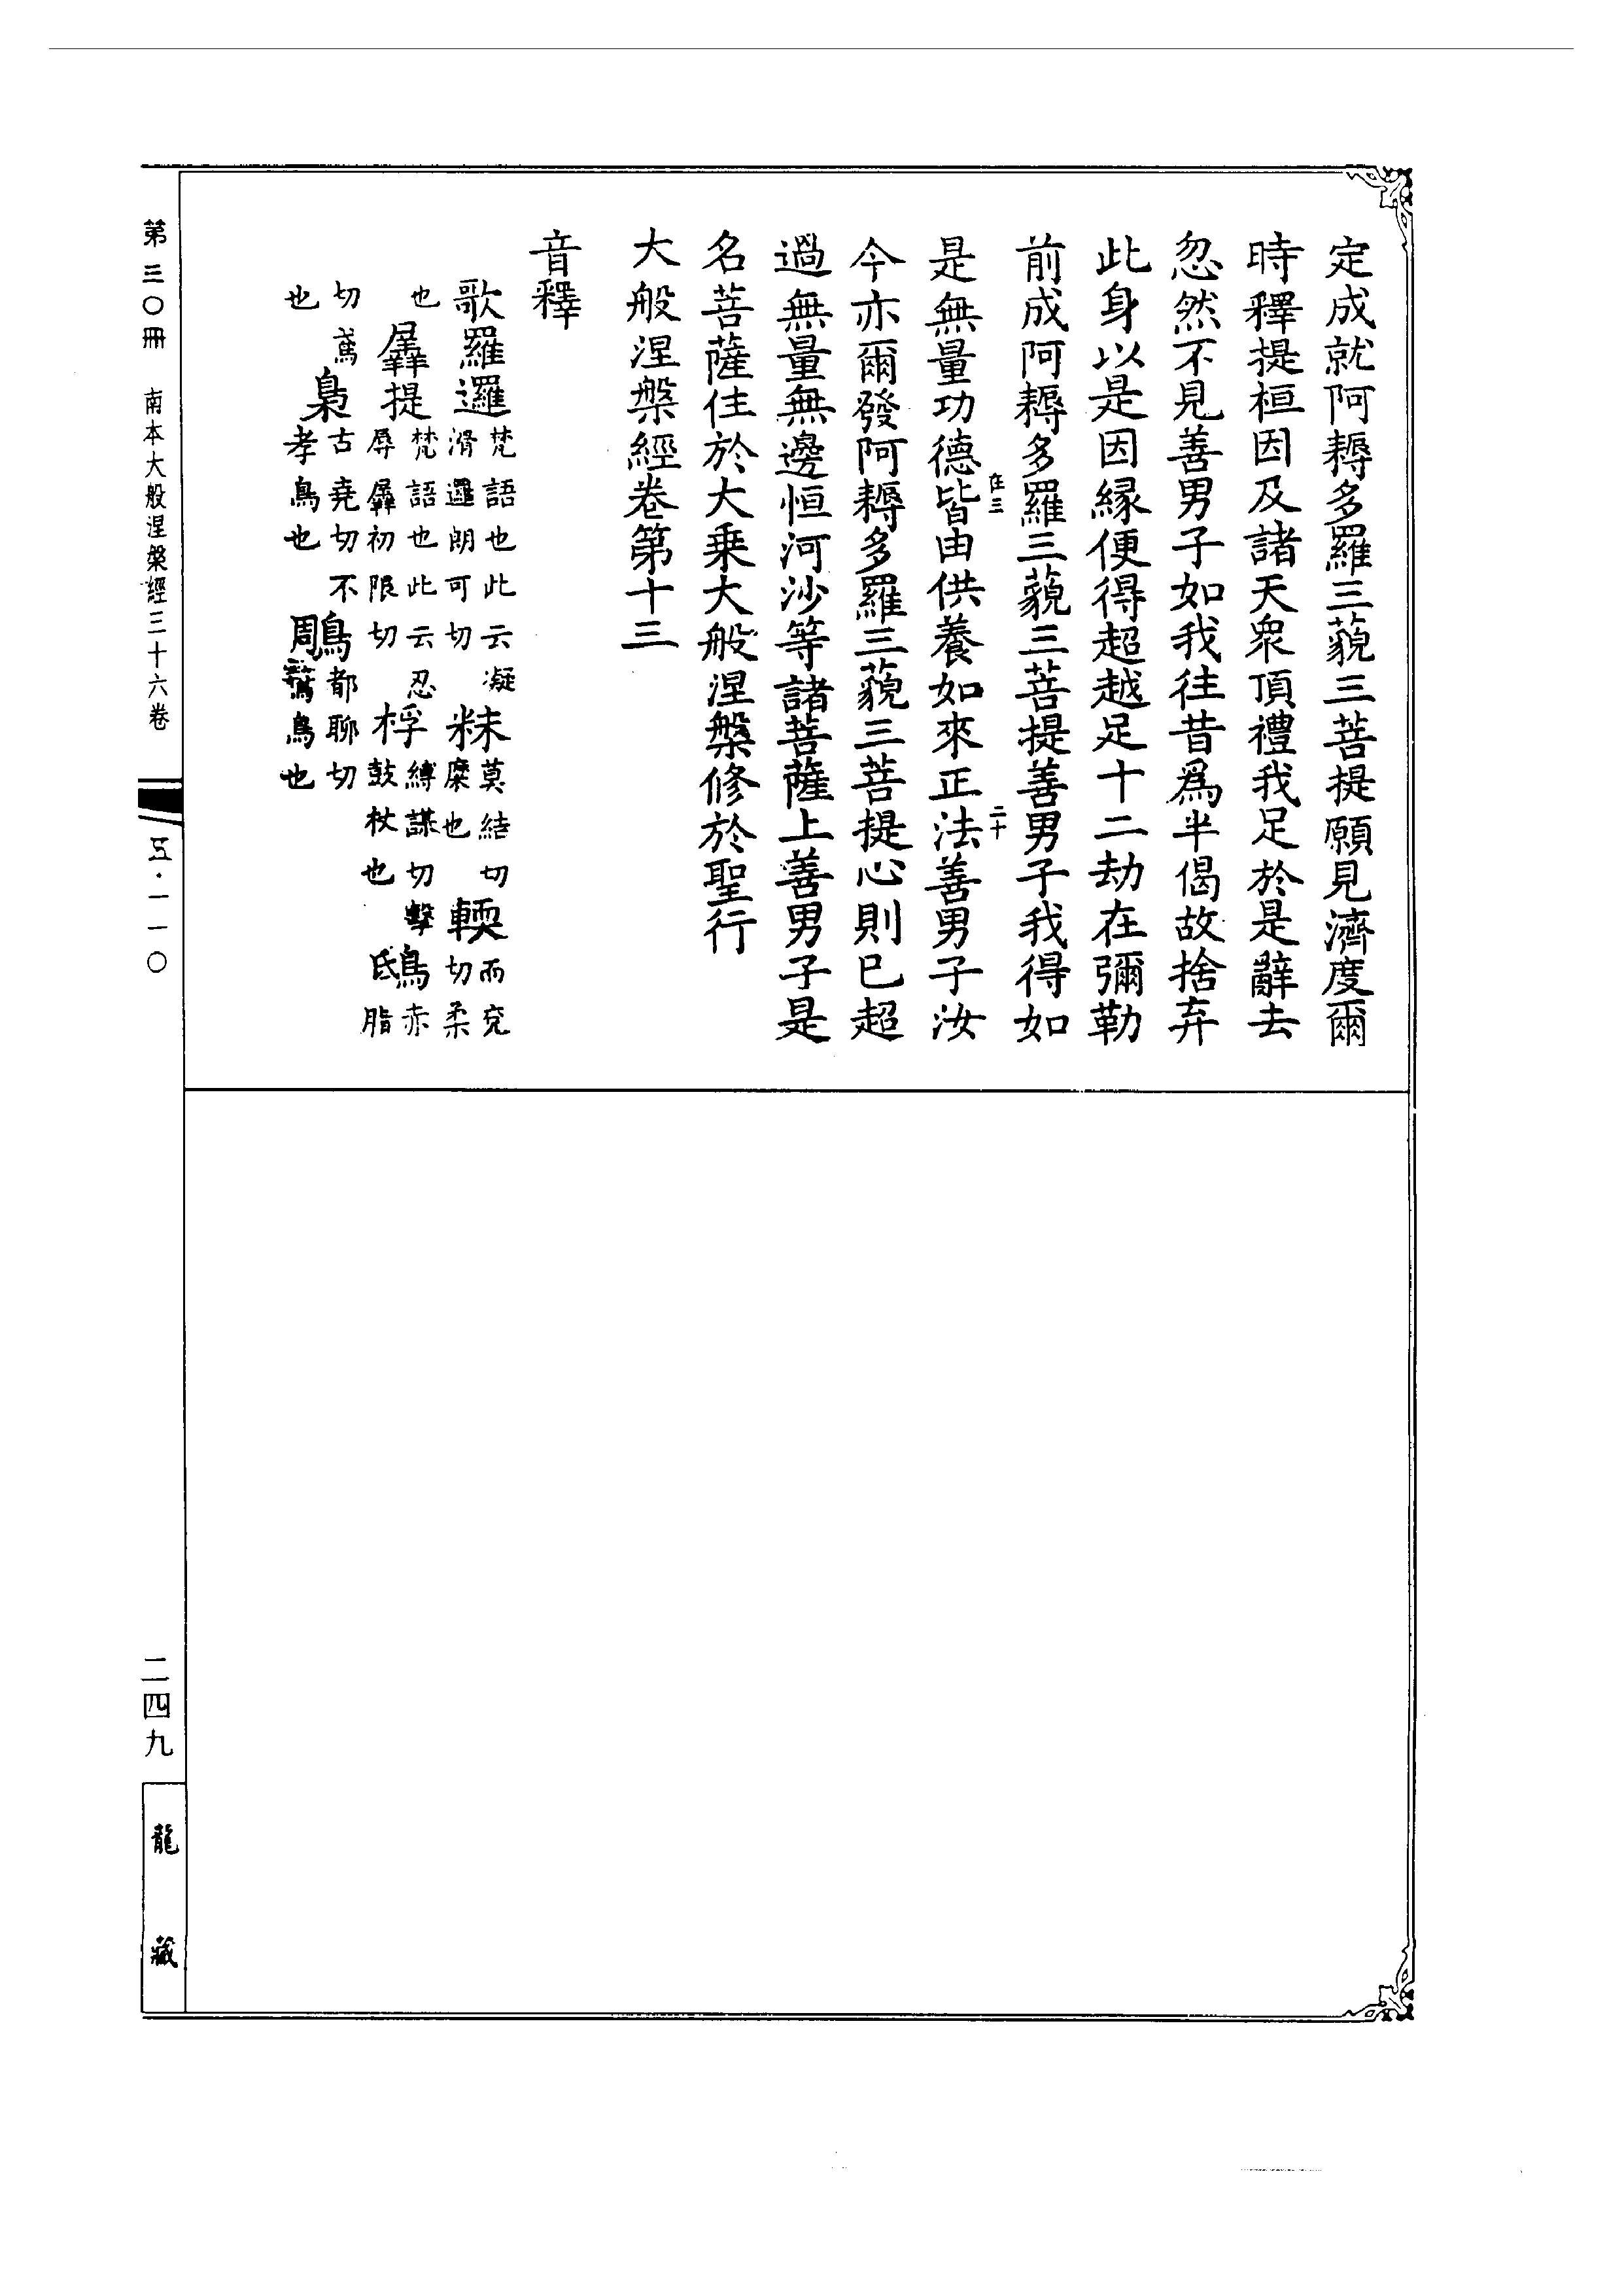 定成就阿耨多羅三藐三菩提願見濟度爾
時釋提桓因及諸天衆頂禮我足於是辭去
忽然不見善男子如我往昔爲半偈故捨弃
此身以是因緣便得超越足十二劫在彌勒
前成阿耨多羅三藐三菩提善男子我得如
在三 二十
是無量功德皆由供養如來正法善男子汝
今亦爾發阿耨多羅三藐三菩提心則已超
過無量無邊恒河沙等諸菩薩上善男子是
名菩薩住於大乗大般涅槃修於聖行
大般涅槃經卷第十三
音釋
歌羅邏梵語也此云凝滑邏朗可切 粖莫結切糜也 輭而兖切柔
也 羼提梵語也此云忍辱羼初限切 桴縛謀切擊鼓杖也 鴟赤脂
切鳶也 梟古堯切不孝鳥也 鵰都聊切鷲鳥也
第三〇冊 南本大般涅槃經三十六卷
五·一一〇
二四九
龍藏